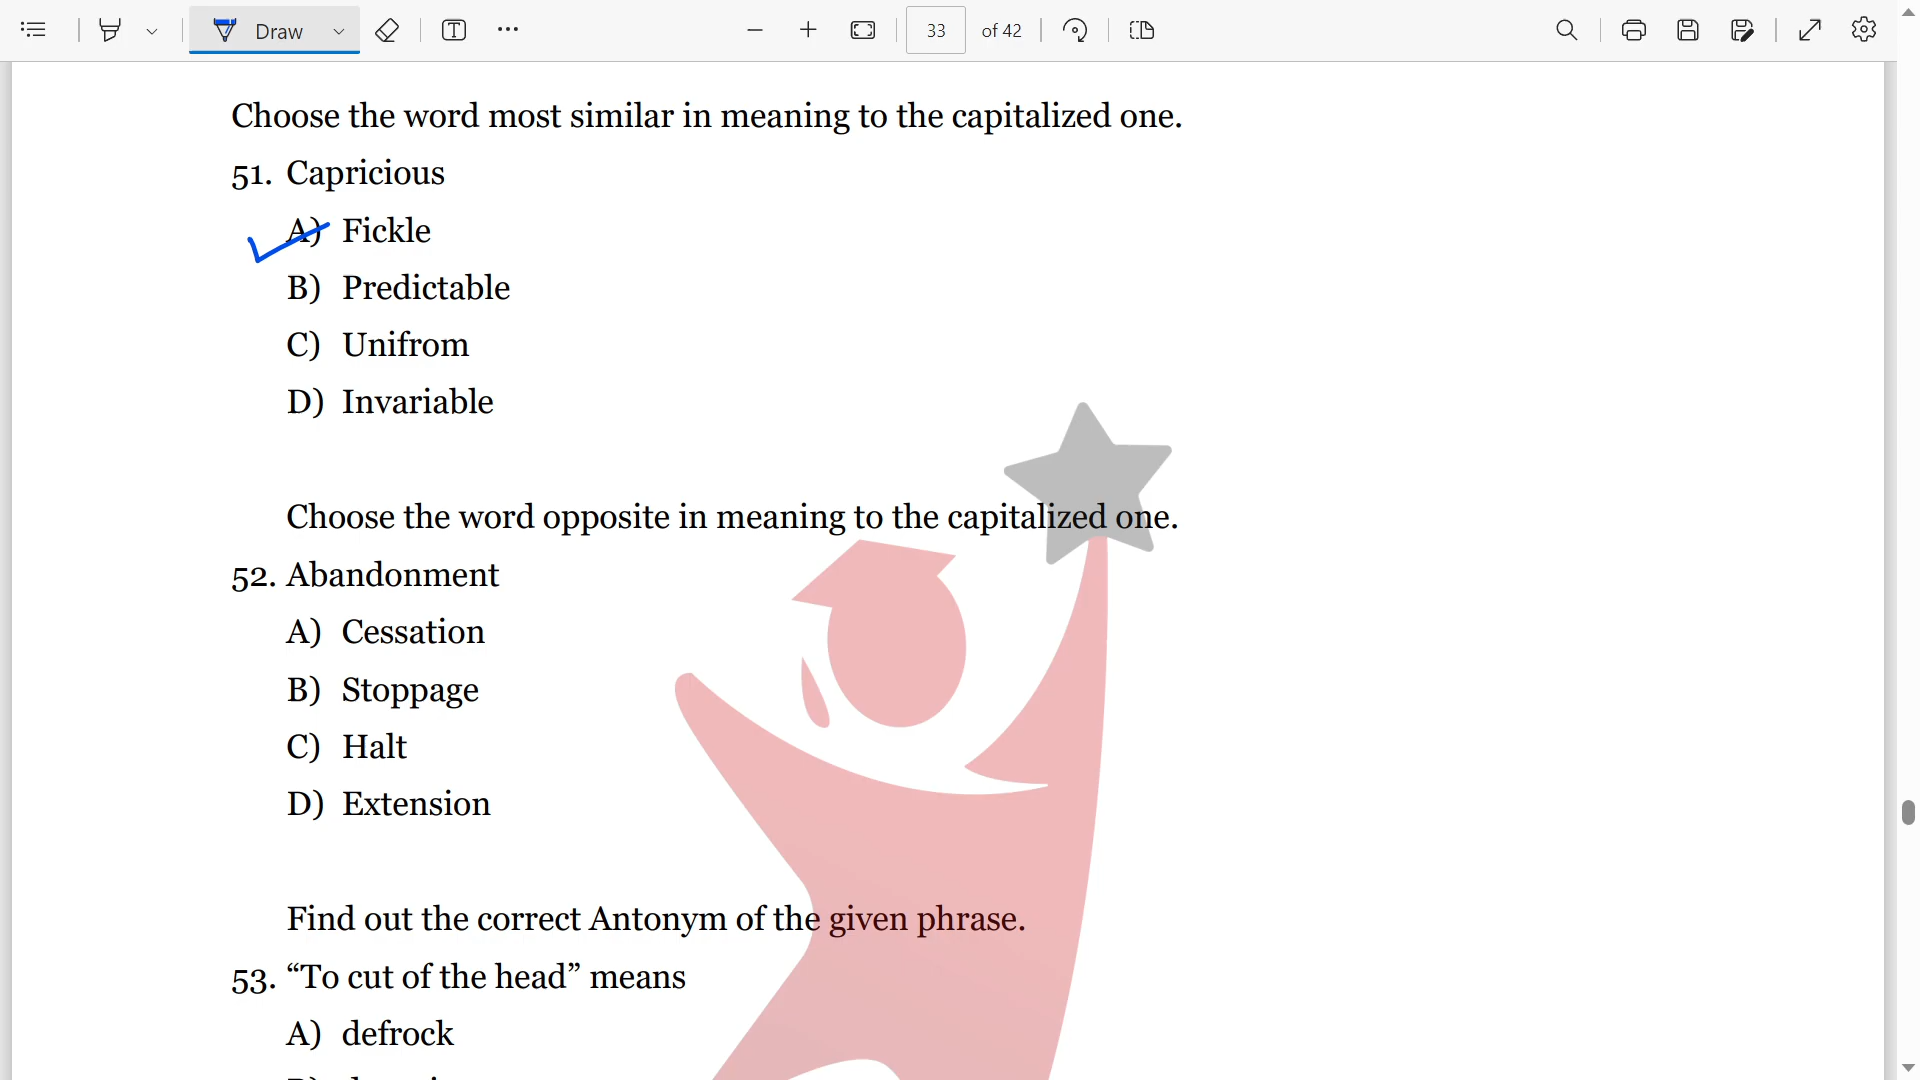 Draw
33 of 42
Choose the word most similar in meaning to the capitalized one.
51. Capricious
A) Fickle
B) Predictable
C) Unifrom
D) Invariable
Choose the word opposite in meaning to the capitalized one.
52. Abandonment
A) Cessation
B) Stoppage
C) Halt
D) Extension
Find out the correct Antonym of the given phrase.
53. “To cut of the head” means
A) defrock